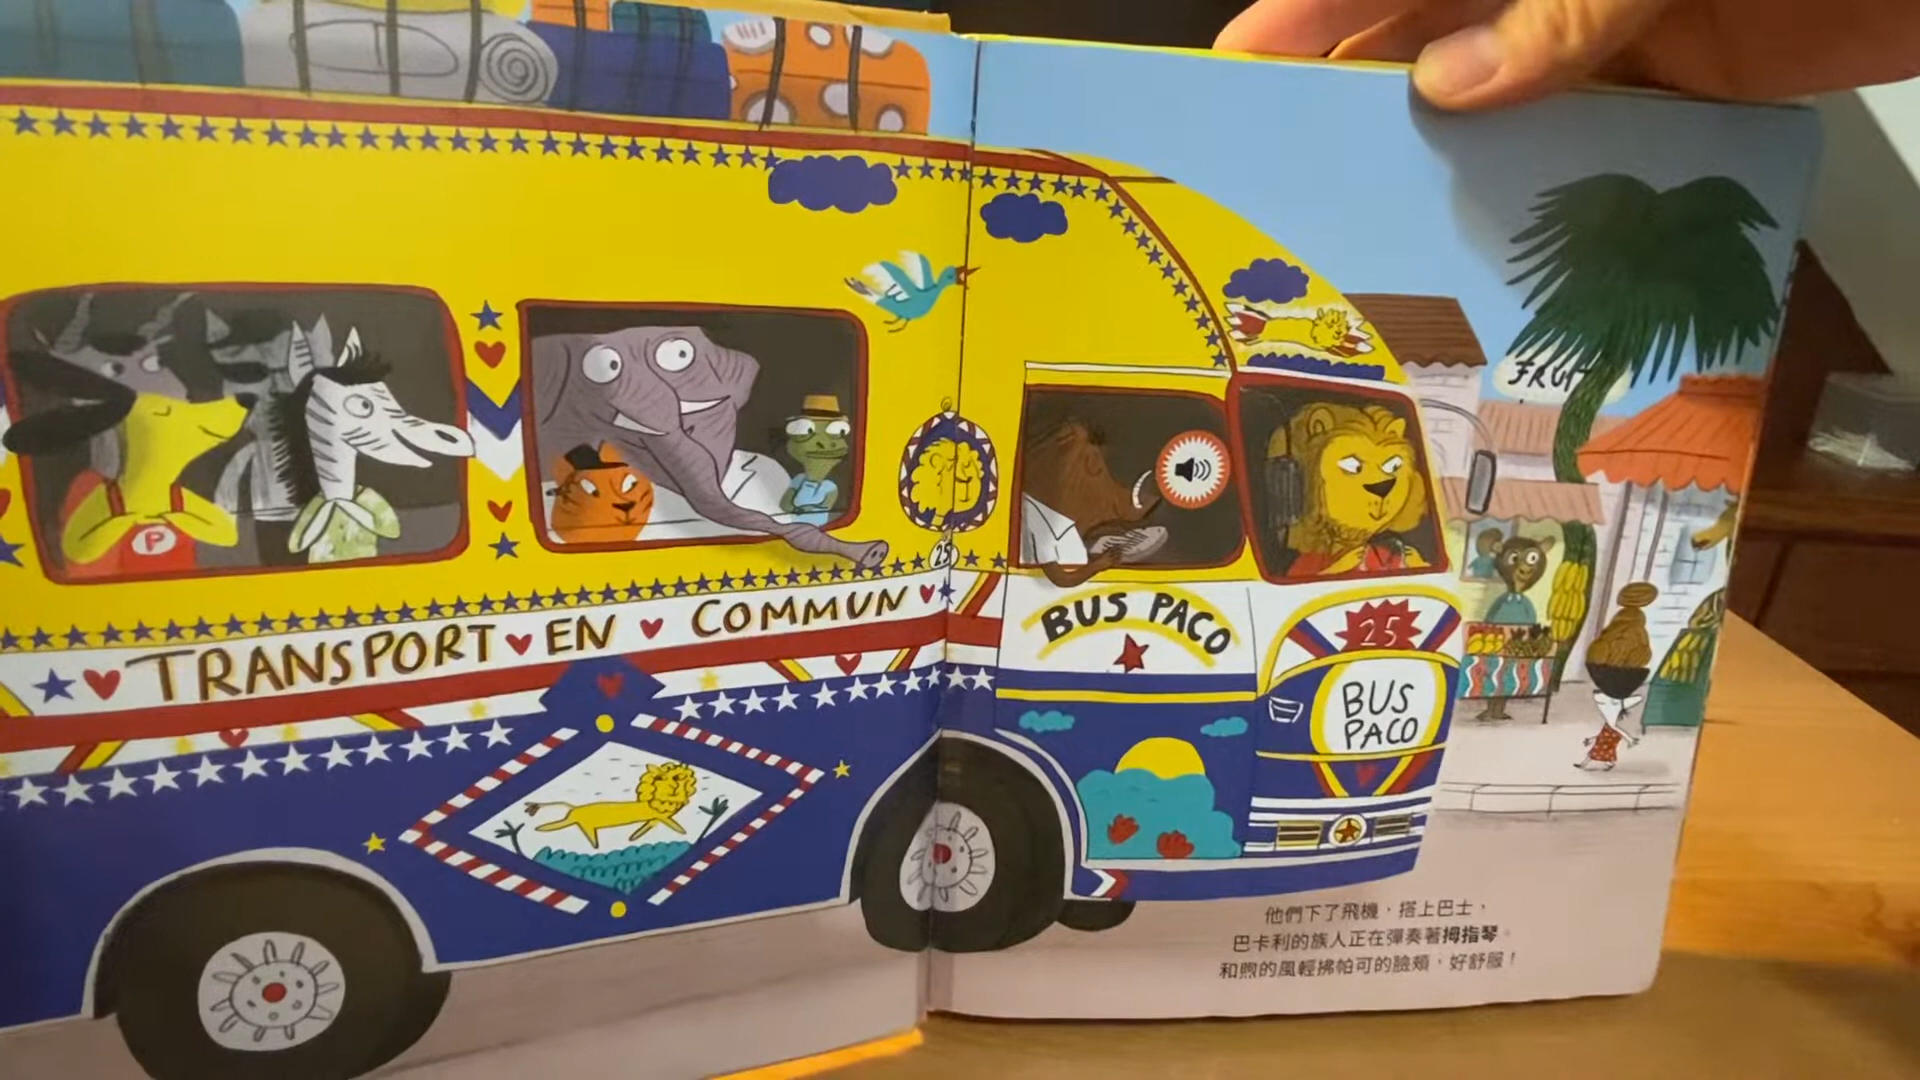 FRUIT
P
25
TRANSPORT EN COMMUN
BUS PACO
25
BUS
PACO
他們下了飛機，搭上巴士，
巴卡利的族人正在彈奏著拇指琴。
和煦的風輕拂帕可的臉頰，好舒服！